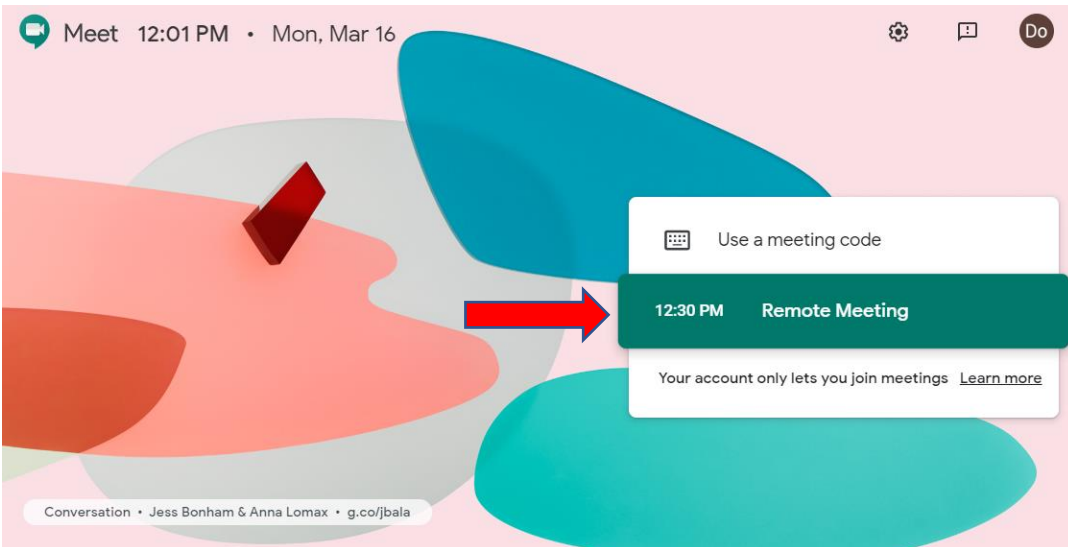 Meet 12:01 PM • Mon, Mar 16
Do
Use a meeting code
12:30 PM Remote Meeting
Your account only lets you join meetings Learn more
Conversation • Jess Bonham & Anna Lomax • g.co/jbala